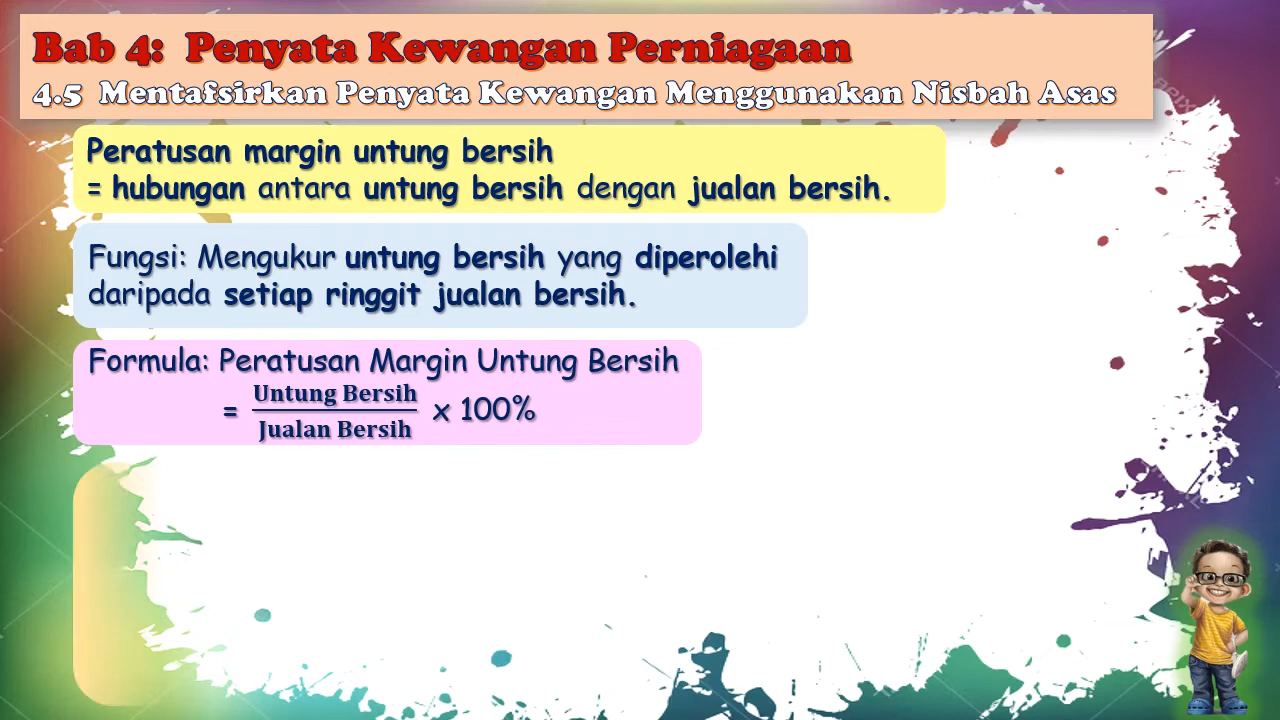 Bab 4: Penyata Kewangan Perniagaan
4.5 Mentafsirkan Penyata Kewangan Menggunakan Nisbah Asas
Peratusan margin untung bersih
= hubungan antara untung bersih dengan jualan bersih.
Fungsi: Mengukur untung bersih yang diperolehi
daripada setiap ringgit jualan bersih.
Formula: Peratusan Margin Untung Bersih
= Untung Bersih / Jualan Bersih x 100%